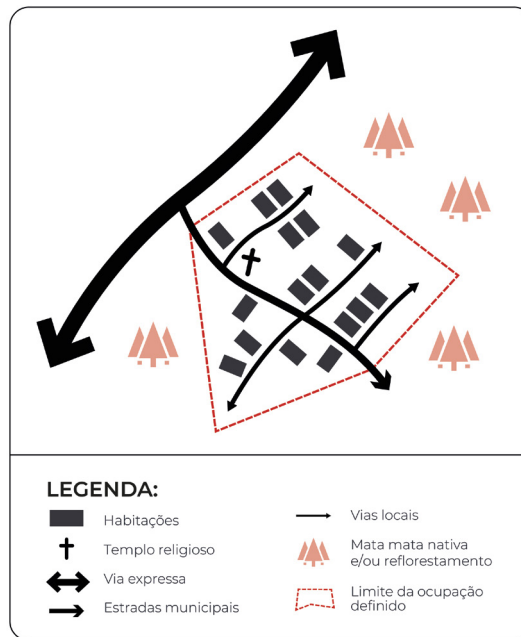 LEGENDA:
Habitações
Templo religioso
Via expressa
Estradas municipais
Vias locais
Mata mata nativa
e/ou reflorestamento
Limite da ocupação
definido